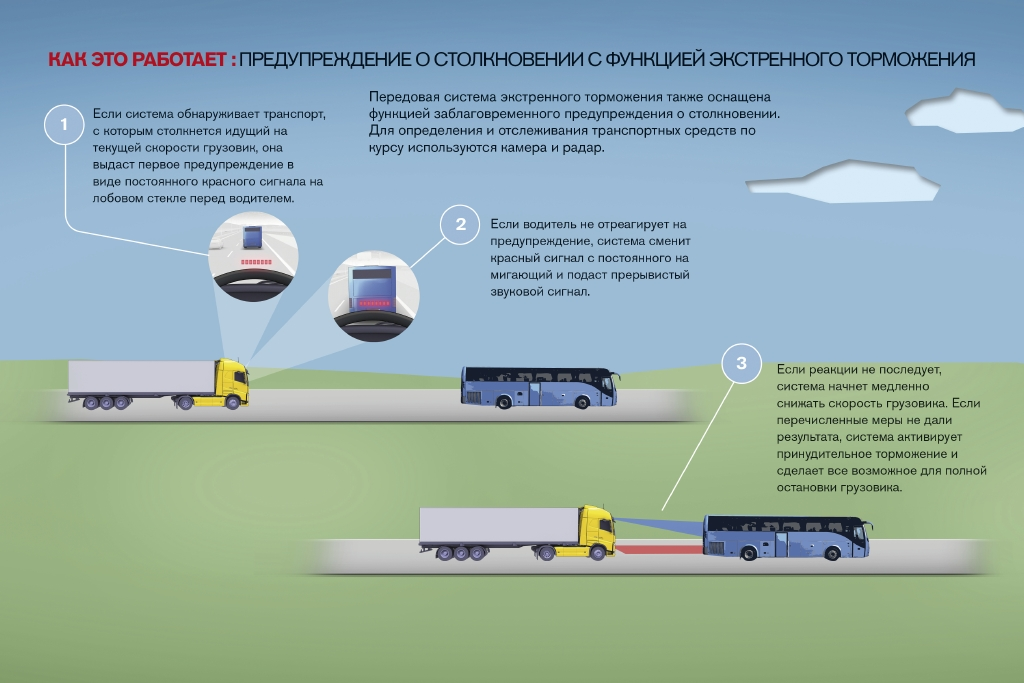 КАК ЭТО РАБОТАЕТ : ПРЕДУПРЕЖДЕНИЕ О СТОЛКНОВЕНИИ С ФУНКЦИЕЙ ЭКСТРЕННОГО ТОРМОЖЕНИЯ
Передовая система экстренного торможения также оснащена
функцией заблаговременного предупреждения о столкновении.
Для определения и отслеживания транспортных средств по
курсу используются камера и радар.
1
Если система обнаруживает транспорт,
с которым столкнется идущий на
текущей скорости грузовик, она
выдаст первое предупреждение в
виде постоянного красного сигнала на
лобовом стекле перед водителем.
2
Если водитель не отреагирует на
предупреждение, система сменит
красный сигнал с постоянного на
мигающий и подаст прерывистый
звуковой сигнал.
3
Если реакции не последует,
система начнет медленно
снижать скорость грузовика. Если
перечисленные меры не дали
результата, система активирует
принудительное торможение и
сделает все возможное для полной
остановки грузовика.